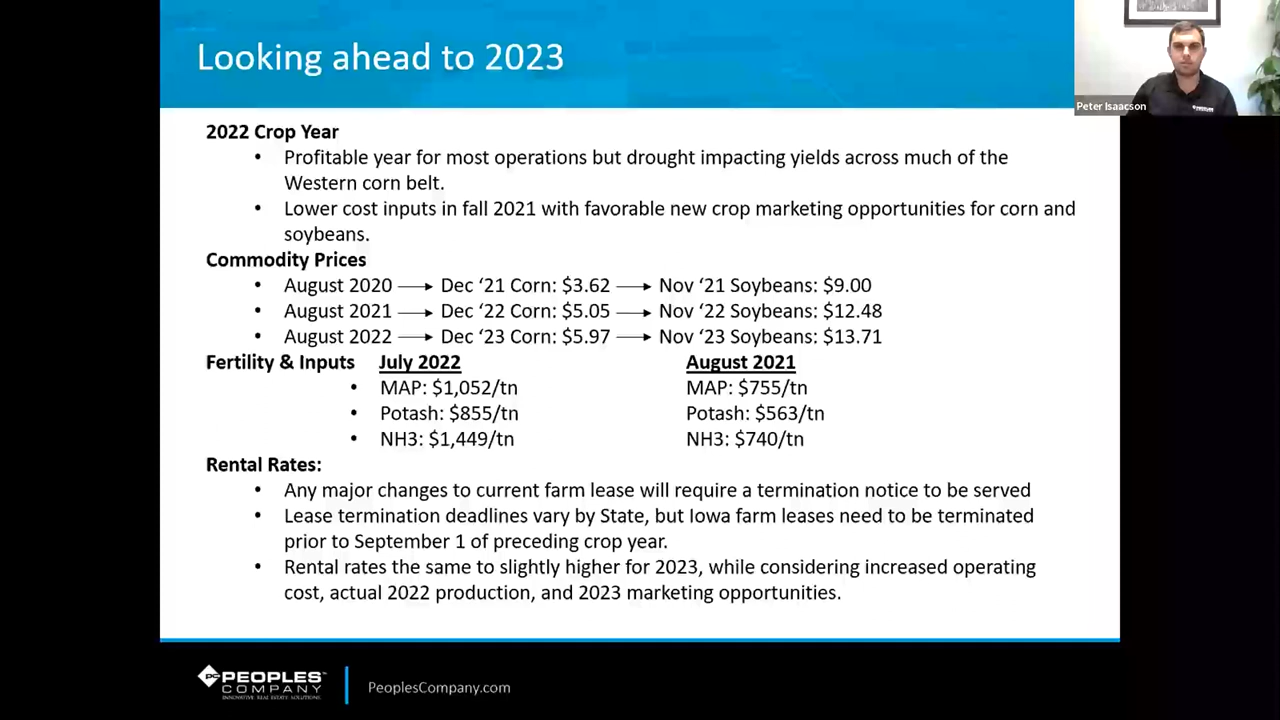 Looking ahead to 2023
Peter Isaacson
2022 Crop Year
• Profitable year for most operations but drought impacting yields across much of the
Western corn belt.
• Lower cost inputs in fall 2021 with favorable new crop marketing opportunities for corn and
soybeans.
Commodity Prices
• August 2020 → Dec ‘21 Corn: $3.62 → Nov ‘21 Soybeans: $9.00
• August 2021 → Dec ‘22 Corn: $5.05 → Nov ‘22 Soybeans: $12.48
• August 2022 → Dec ‘23 Corn: $5.97 → Nov ‘23 Soybeans: $13.71
Fertility & Inputs July 2022 August 2021
• MAP: $1,052/tn MAP: $755/tn
• Potash: $855/tn Potash: $563/tn
• NH3: $1,449/tn NH3: $740/tn
Rental Rates:
• Any major changes to current farm lease will require a termination notice to be served
• Lease termination deadlines vary by State, but Iowa farm leases need to be terminated
prior to September 1 of preceding crop year.
• Rental rates the same to slightly higher for 2023, while considering increased operating
cost, actual 2022 production, and 2023 marketing opportunities.
PC PEOPLES
COMPANY
INNOVATIVE REAL ESTATE SOLUTIONS
PeoplesCompany.com